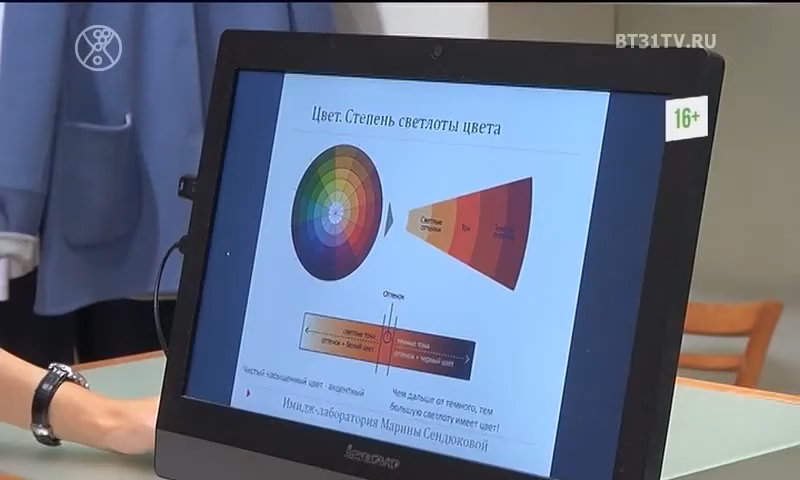 BT31TV.RU
16+
Цвет. Степень светлоты цвета
Светлые
оттенки
Тон
Оттенок
светлые тона
оттенок + белый цвет
темные тона
оттенок + черный цвет
Чистый насыщенный цвет - акцентный
Чем дальше от темного, тем
большую светлоту имеет цвет!
Имидж-лаборатория Марины Сендюковой
lenovo